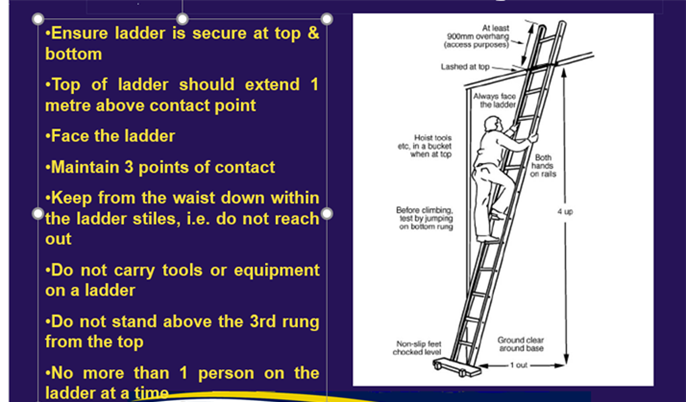 •Ensure ladder is secure at top &
bottom
•Top of ladder should extend 1
metre above contact point
•Face the ladder
•Maintain 3 points of contact
•Keep from the waist down within
the ladder stiles, i.e. do not reach
out
•Do not carry tools or equipment
on a ladder
•Do not stand above the 3rd rung
from the top
•No more than 1 person on the
ladder at a time
At least
900mm overhang
(access purposes)
Lashed at top
Always face
the ladder
Hoist tools
etc, in a bucket
when at top
Both
hands
on rails
Before climbing,
test by jumping
on bottom rung
4 up
Non-slip feet
chocked level
Ground clear
around base
1 out